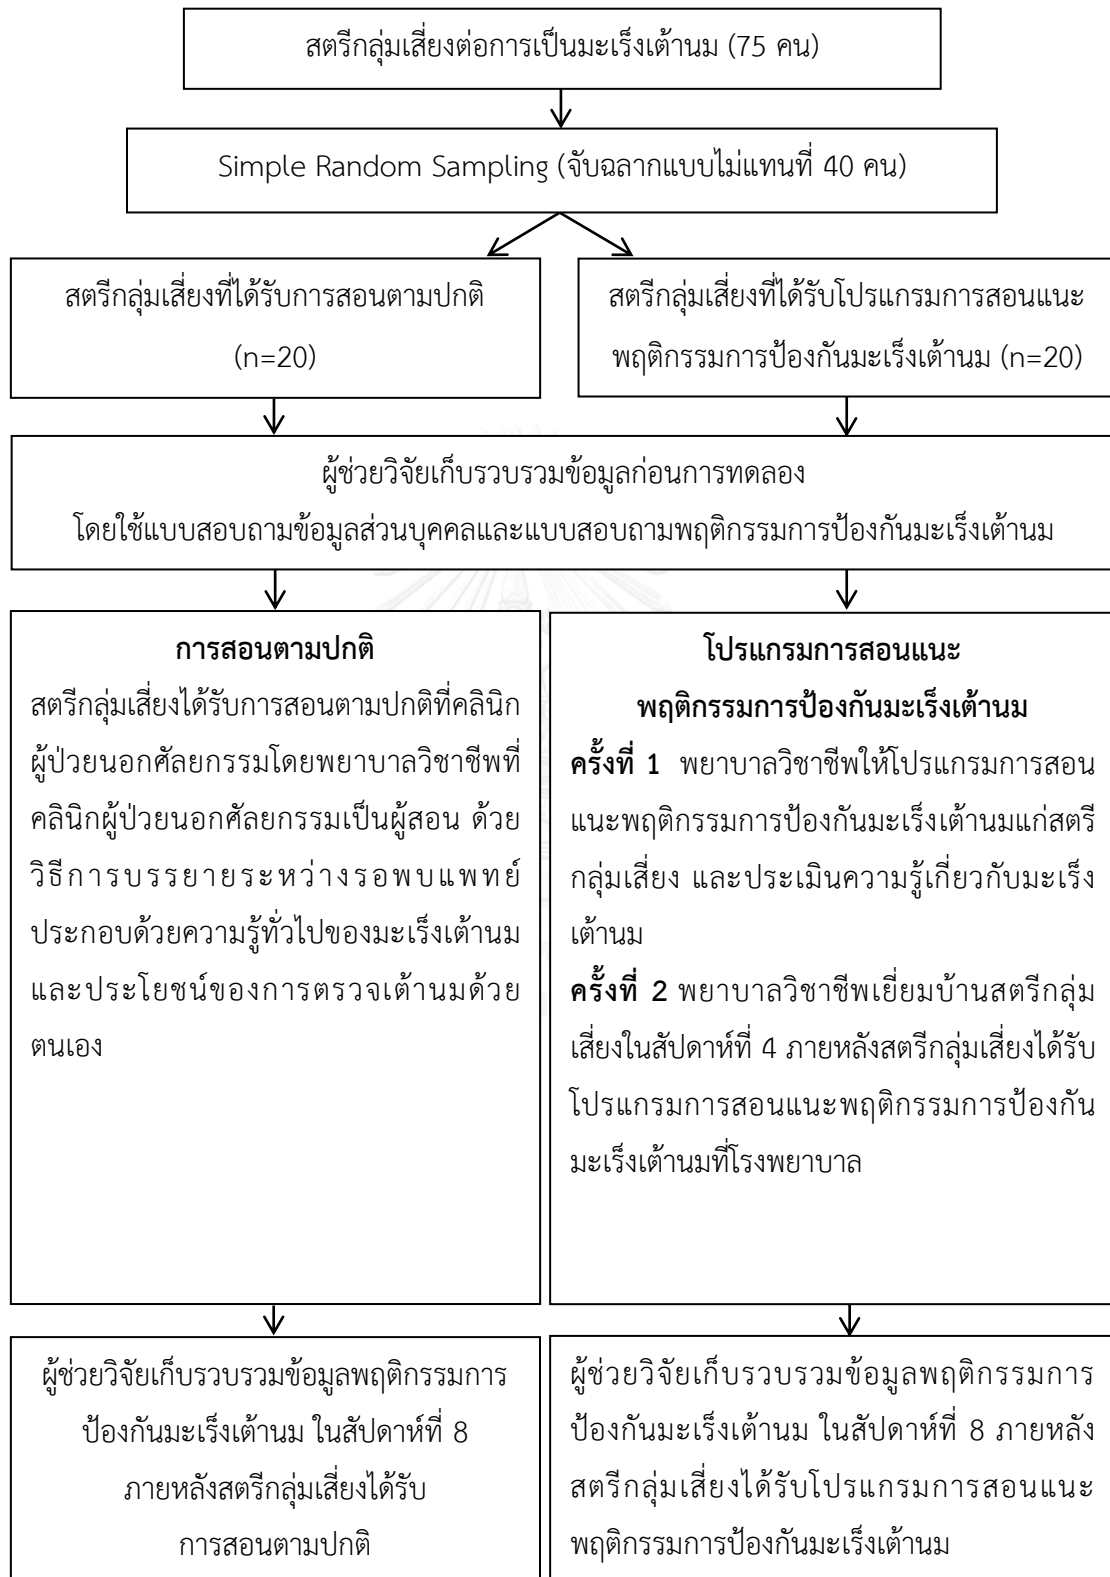 สตรีกลุ่มเสี่ยงต่อการเป็นมะเร็งเต้านม (75 คน)
Simple Random Sampling (จับฉลากแบบไม่แทนที่ 40 คน)
สตรีกลุ่มเสี่ยงที่ได้รับการสอนตามปกติ
(n=20)
สตรีกลุ่มเสี่ยงที่ได้รับโปรแกรมการสอนแนะ
พฤติกรรมการป้องกันมะเร็งเต้านม (n=20)
ผู้ช่วยวิจัยเก็บรวบรวมข้อมูลก่อนการทดลอง
โดยใช้แบบสอบถามข้อมูลส่วนบุคคลและแบบสอบถามพฤติกรรมการป้องกันมะเร็งเต้านม
การสอนตามปกติ
สตรีกลุ่มเสี่ยงได้รับการสอนตามปกติที่คลินิก
ผู้ป่วยนอกศัลยกรรมโดยพยาบาลวิชาชีพที่
คลินิกผู้ป่วยนอกศัลยกรรมเป็นผู้สอน ด้วย
วิธีการบรรยายระหว่างรอพบแพทย์
ประกอบด้วยความรู้ทั่วไปของมะเร็งเต้านม
และประโยชน์ของการตรวจเต้านมด้วย
ตนเอง
โปรแกรมการสอนแนะ
พฤติกรรมการป้องกันมะเร็งเต้านม
ครั้งที่ 1 พยาบาลวิชาชีพให้โปรแกรมการสอน
แนะพฤติกรรมการป้องกันมะเร็งเต้านมแก่สตรี
กลุ่มเสี่ยง และประเมินความรู้เกี่ยวกับมะเร็ง
เต้านม
ครั้งที่ 2 พยาบาลวิชาชีพเยี่ยมบ้านสตรีกลุ่ม
เสี่ยงในสัปดาห์ที่ 4 ภายหลังสตรีกลุ่มเสี่ยงได้รับ
โปรแกรมการสอนแนะพฤติกรรมการป้องกัน
มะเร็งเต้านมที่โรงพยาบาล
ผู้ช่วยวิจัยเก็บรวบรวมข้อมูลพฤติกรรมการ
ป้องกันมะเร็งเต้านม ในสัปดาห์ที่ 8
ภายหลังสตรีกลุ่มเสี่ยงได้รับ
การสอนตามปกติ
ผู้ช่วยวิจัยเก็บรวบรวมข้อมูลพฤติกรรมการ
ป้องกันมะเร็งเต้านม ในสัปดาห์ที่ 8 ภายหลัง
สตรีกลุ่มเสี่ยงได้รับโปรแกรมการสอนแนะ
พฤติกรรมการป้องกันมะเร็งเต้านม